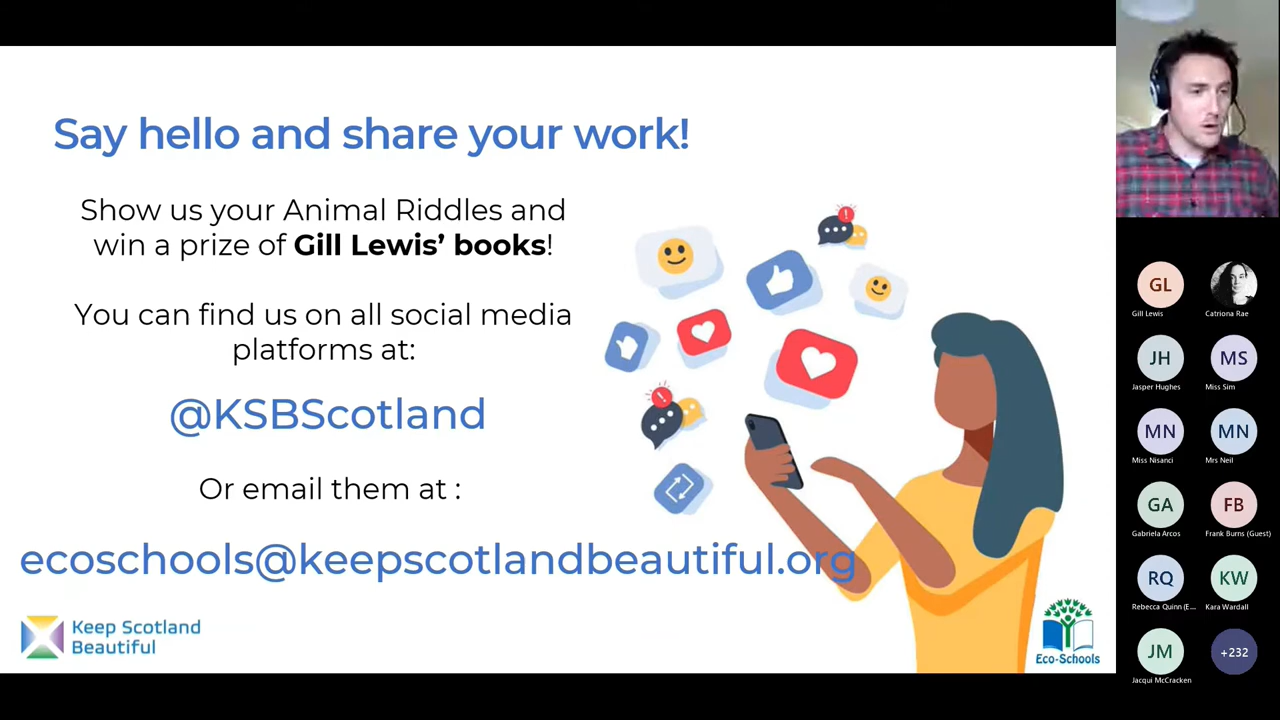 Say hello and share your work!
Show us your Animal Riddles and
win a prize of Gill Lewis’ books!
You can find us on all social media
platforms at:
@KSBScotland
Or email them at :
ecoschools@keepscotlandbeautiful.org
Keep Scotland
Beautiful
Eco-Schools
GL
Gill Lewis
Catriona Rae
JH
MS
Jasper Hughes
Miss Sim
MN
MN
Miss Nisanci
Mrs Neil
GA
FB
Gabriela Arcos
Frank Burns (Guest)
RQ
KW
Rebecca Quinn (E...
Kara Wardall
JM
+232
Jacqui McCracken